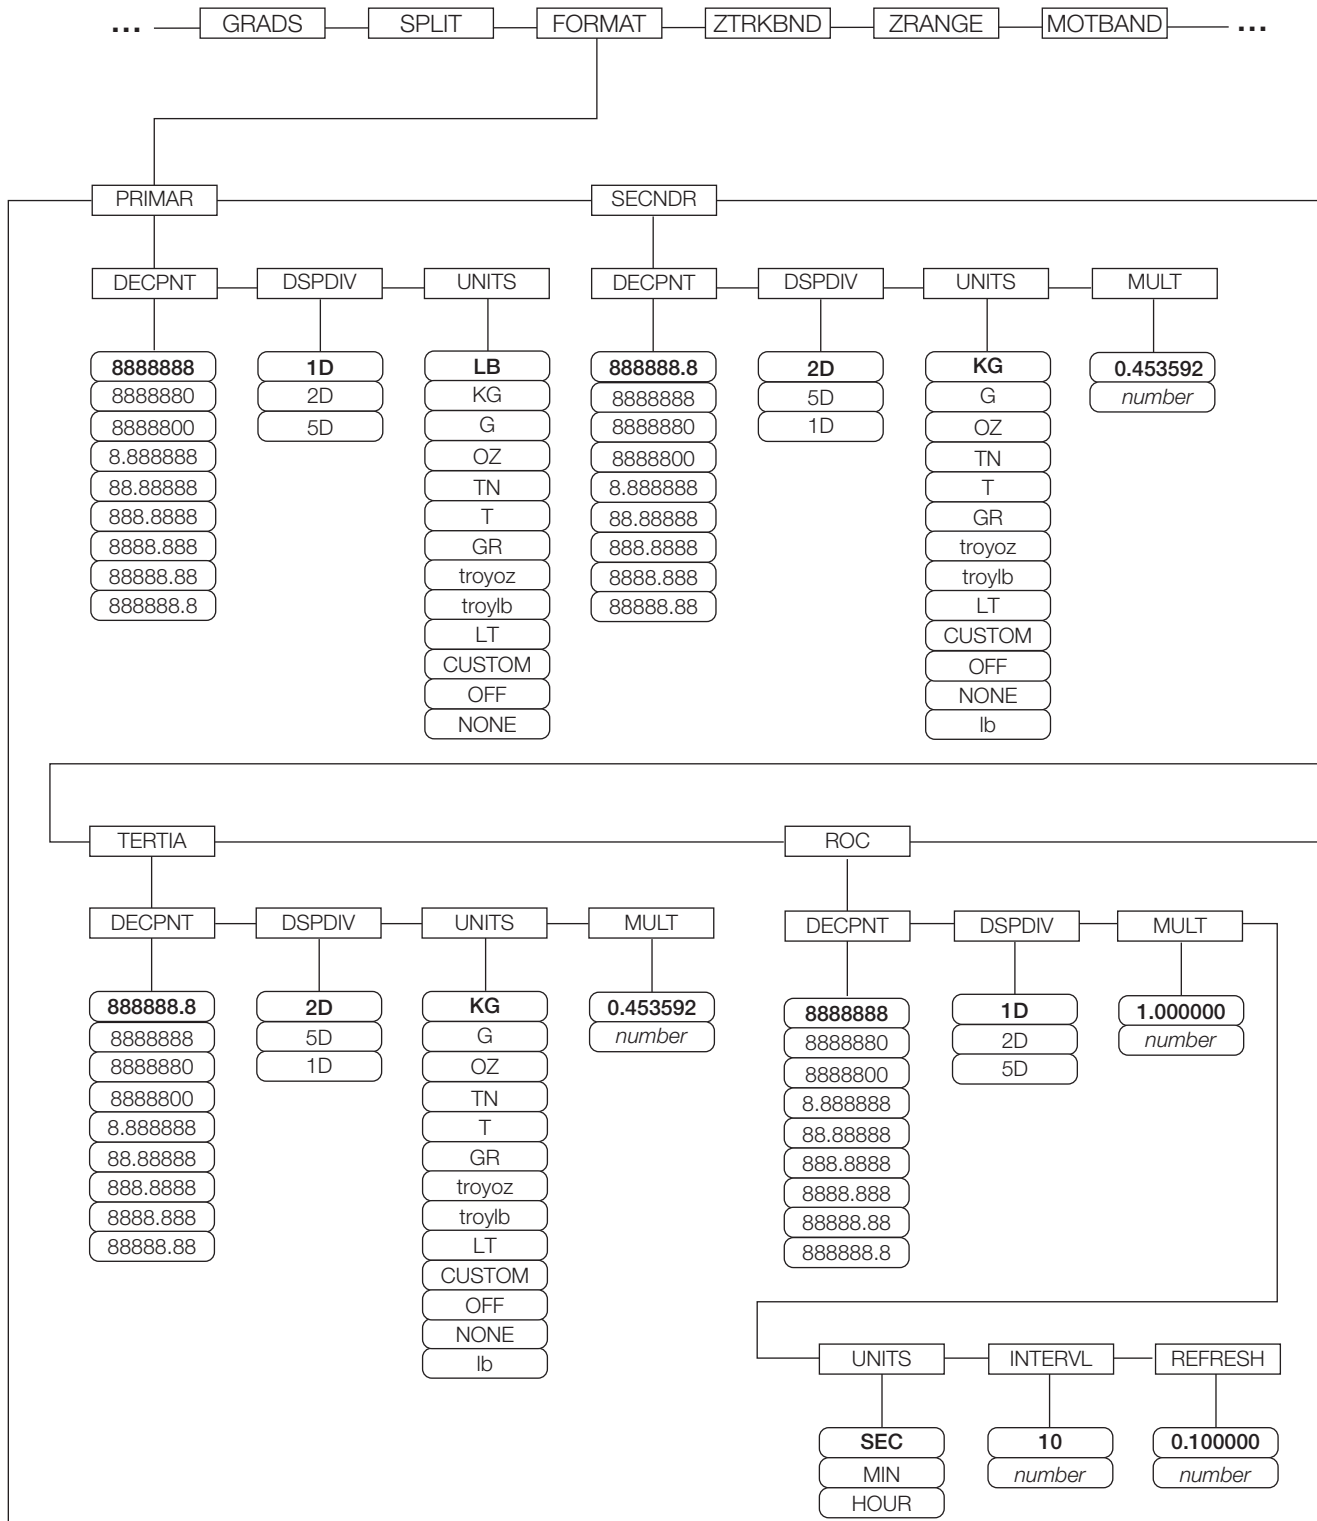 ... GRADS SPLIT FORMAT ZTRKBND ZRANGE MOTBAND ...
PRIMAR SECNDR
DECPNT DSPDIV UNITS DECPNT DSPDIV UNITS MULT
8888888 1D LB 888888.8 2D KG 0.453592
8888880 2D KG 8888888 5D G number
8888800 5D G 8888880 1D OZ
8.888888 OZ 8888800 TN
88.88888 TN 8.888888 T
888.8888 T 88.88888 GR
8888.888 GR 888.8888 troyoz
88888.88 troyoz 8888.888 troylb
888888.8 troylb 88888.88 LT
LT CUSTOM
CUSTOM OFF
OFF NONE
NONE lb
TERTIA ROC
DECPNT DSPDIV UNITS MULT DECPNT DSPDIV MULT
888888.8 2D KG 0.453592 8888888 1D 1.000000
8888888 5D G number 8888880 2D number
8888880 1D OZ 8888800 5D
8888800 TN 8.888888
8.888888 T 88.88888
88.88888 GR 888.8888
888.8888 troyoz 8888.888
8888.888 troylb 88888.88
88888.88 LT 888888.8
CUSTOM
OFF
NONE
lb
UNITS INTERVL REFRESH
SEC 10 0.100000
MIN number number
HOUR